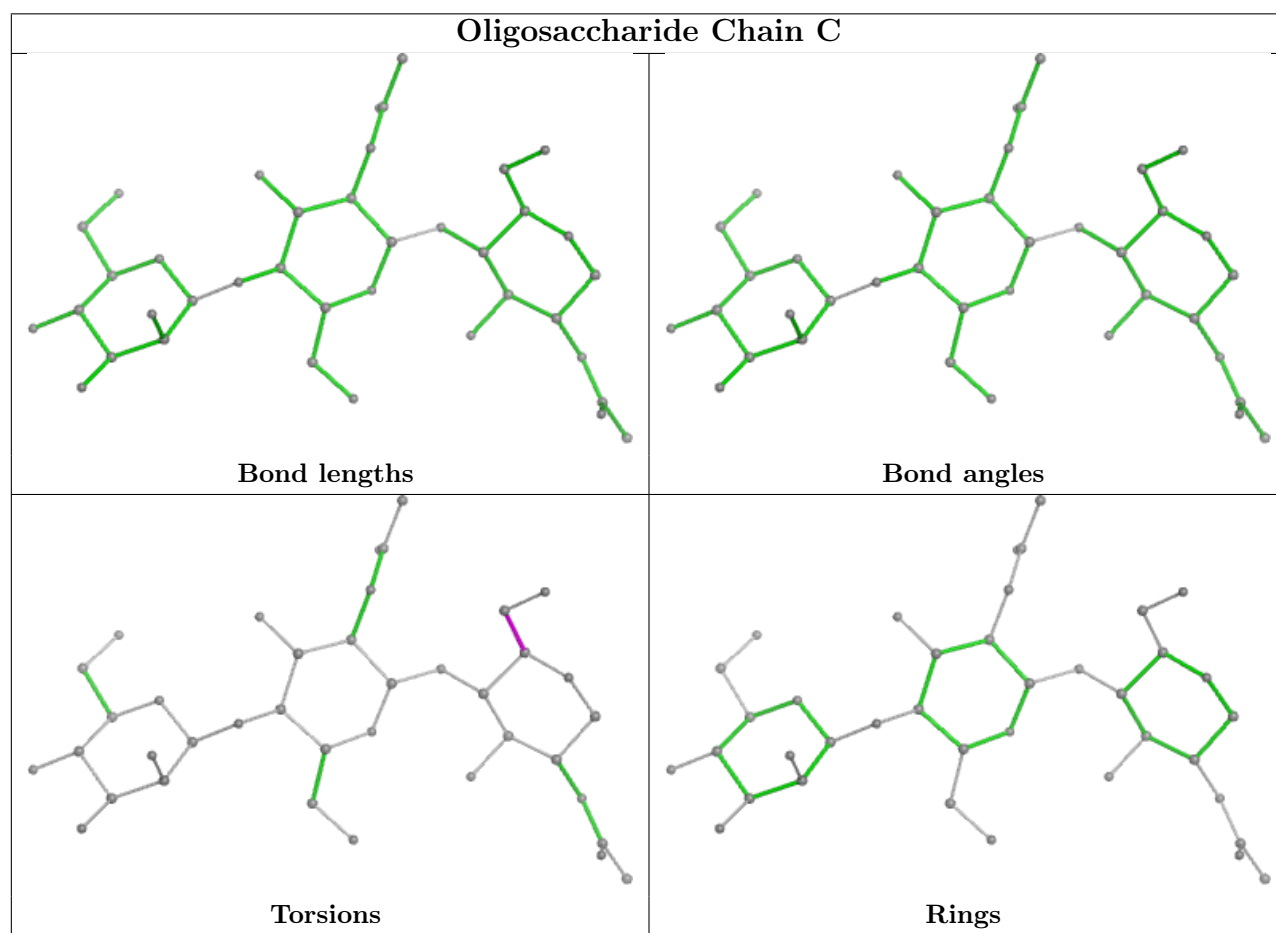 Oligosaccharide Chain C
Bond lengths
Bond angles
Torsions
Rings